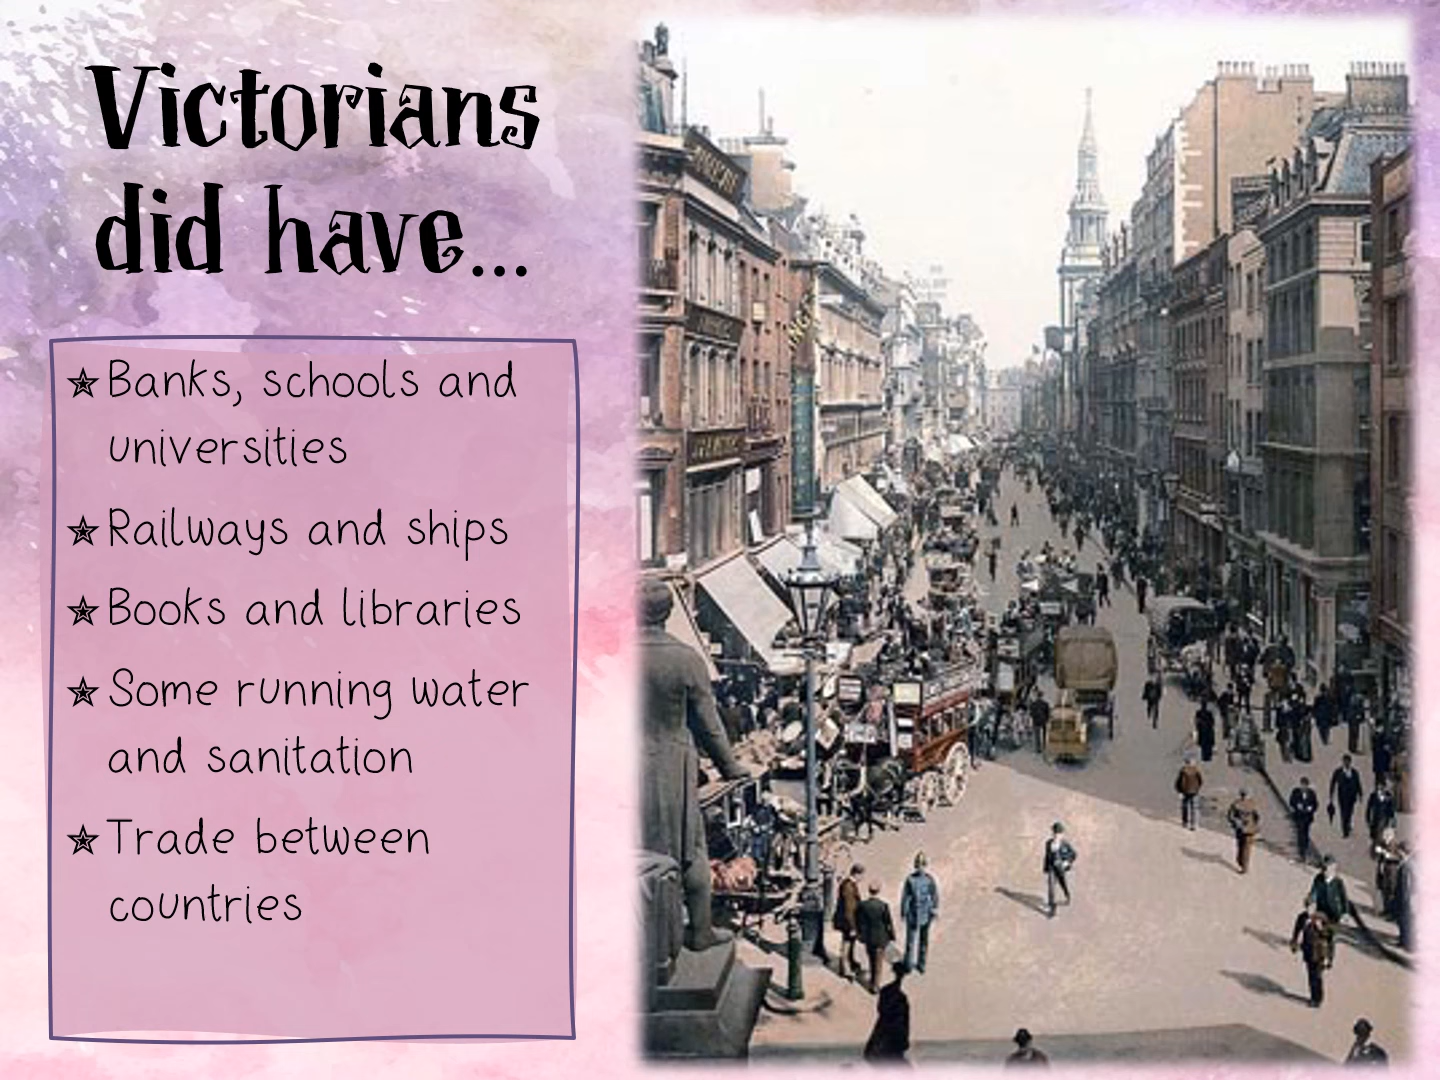 Victorians
did have...
Banks, schools and
universities
Railways and ships
Books and libraries
Some running water
and sanitation
Trade between
countries